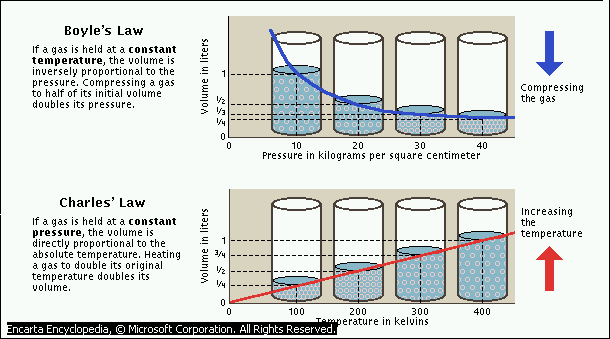 Boyle's Law
If a gas is held at a constant
temperature, the volume is
inversely proportional to the
pressure. Compressing a gas
to half of its initial volume
doubles its pressure.
Volume in liters
1
1/2
1/3
1/4
0
10
20
30
40
Pressure in kilograms per square centimeter
Compressing
the gas
Charles' Law
If a gas is held at a constant
pressure, the volume is
directly proportional to the
absolute temperature. Heating
a gas to double its original
temperature doubles its
volume.
Volume in liters
1
3/4
1/2
1/4
0
100
200
300
400
Temperature in kelvins
Increasing
the
temperature
Encarta Encyclopedia, © Microsoft Corporation. All Rights Reserved.